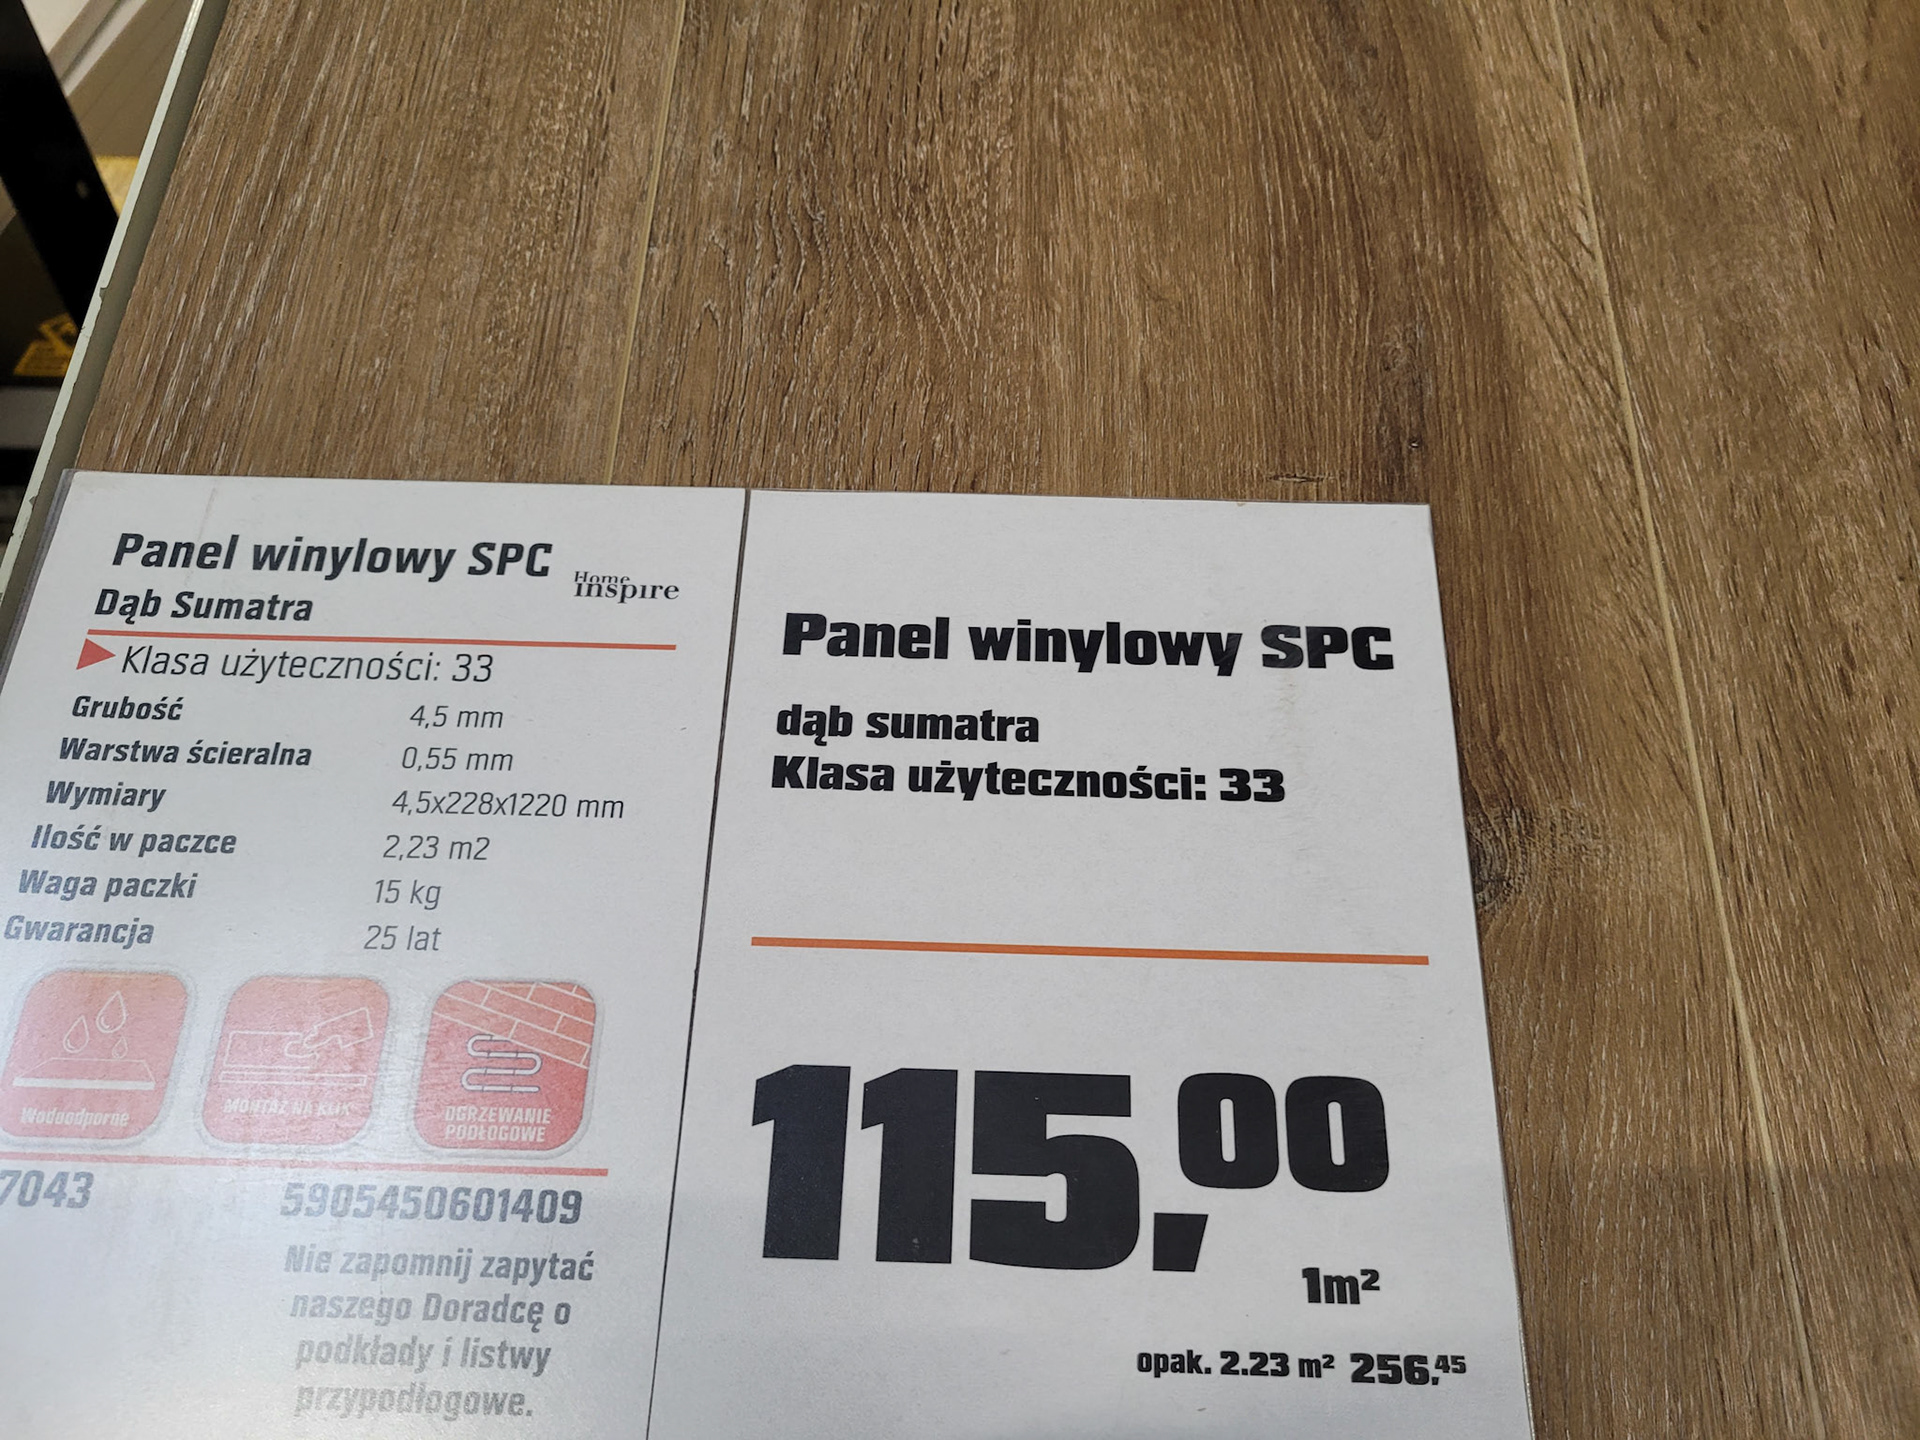 Panel winylowy SPC
Home
inspire
Dąb Sumatra
Klasa użyteczności: 33
Grubość 4,5 mm
Warstwa ścieralna 0,55 mm
Wymiary 4,5x228x1220 mm
Ilość w paczce 2,23 m2
Waga paczki 15 kg
Gwarancja 25 lat
Wodoodporne
MONTAŻ NA KLIK
OGRZEWANIE
PODŁOGOWE
7043 5905450601409
Nie zapomnij zapytać
naszego Doradcę o
podkłady i listwy
przypodłogowe.
Panel winylowy SPC
dąb sumatra
Klasa użyteczności: 33
115,00
1m²
opak. 2.23 m² 256,45